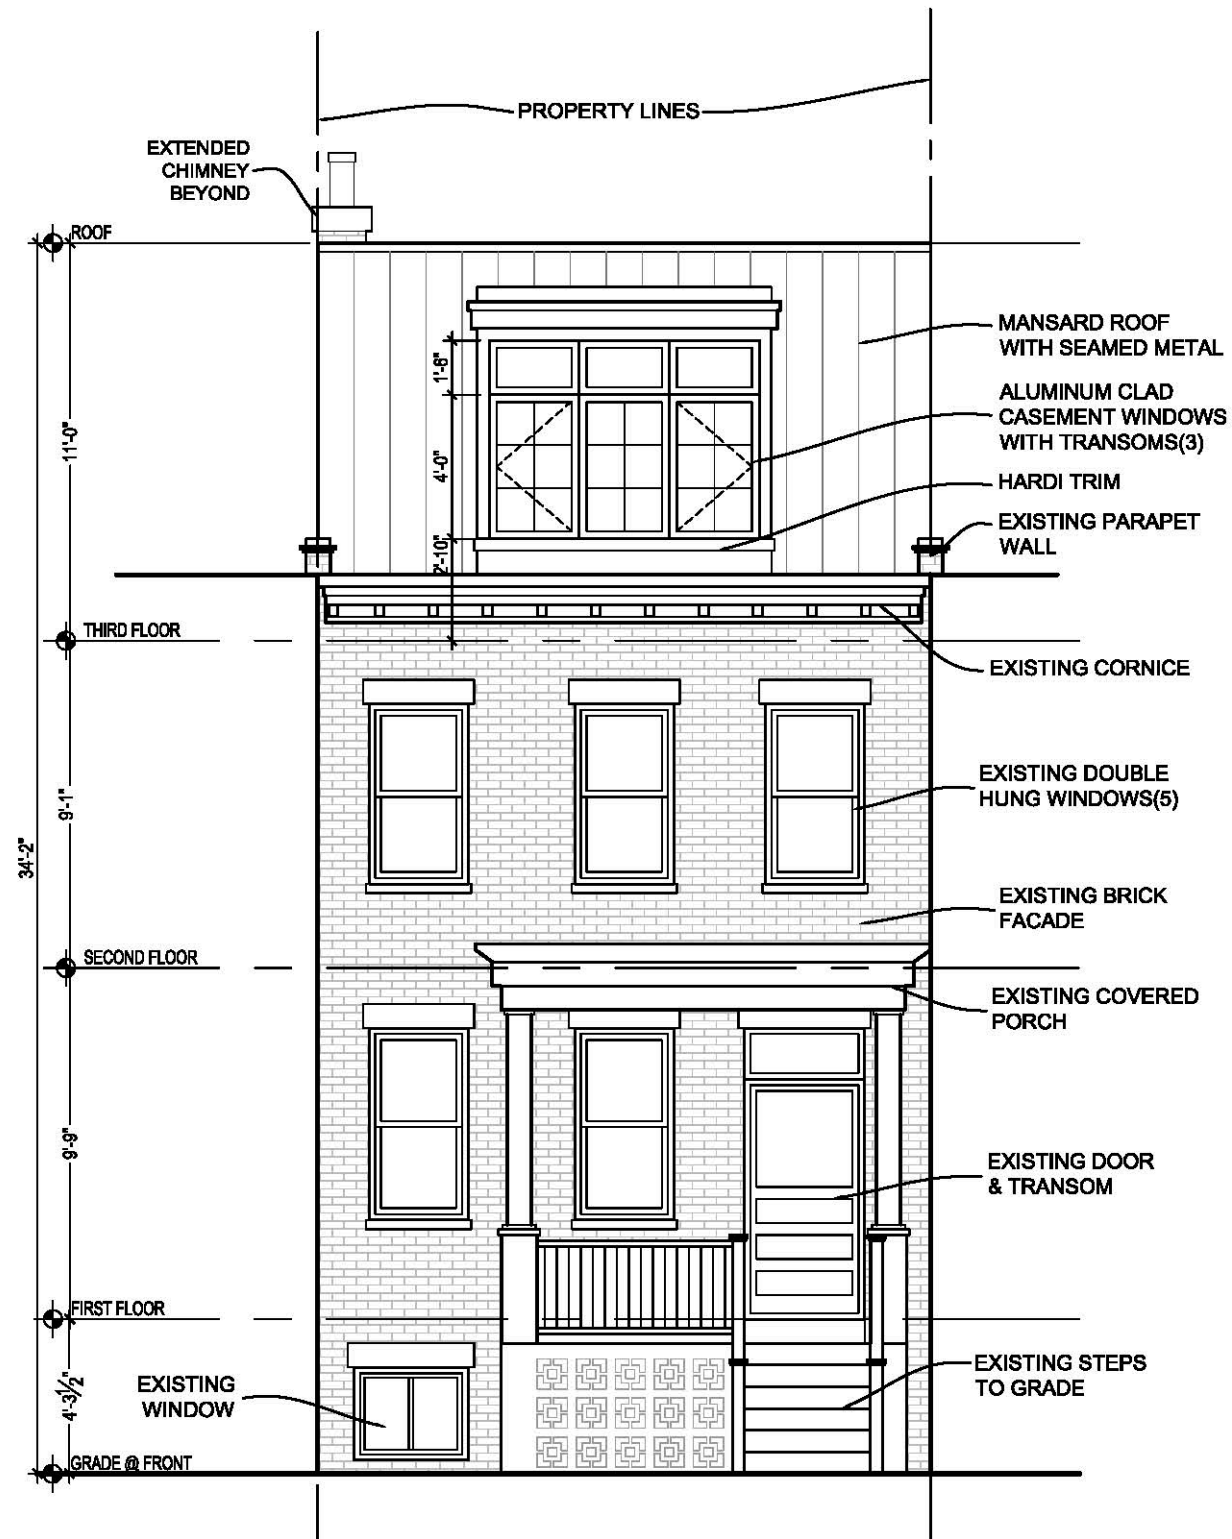 PROPERTY LINES
EXTENDED
CHIMNEY
BEYOND
ROOF
MANSARD ROOF
WITH SEAMED METAL
1'-6"
ALUMINUM CLAD
CASEMENT WINDOWS
WITH TRANSOMS(3)
11'-0"
4'-0"
HARDI TRIM
EXISTING PARAPET
WALL
2'-10"
THIRD FLOOR
EXISTING CORNICE
EXISTING DOUBLE
HUNG WINDOWS(5)
9'-1"
34'-2"
EXISTING BRICK
FACADE
SECOND FLOOR
EXISTING COVERED
PORCH
9'-9"
EXISTING DOOR
& TRANSOM
FIRST FLOOR
EXISTING STEPS
TO GRADE
EXISTING
WINDOW
4'-3½"
GRADE @ FRONT